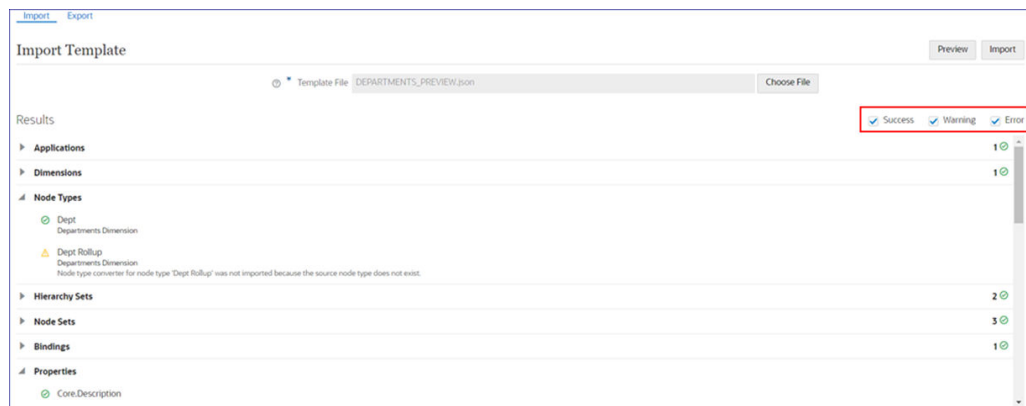 Import Export
Import Template Preview Import
* Template File DEPARTMENTS_PREVIEW.json Choose File
Results Success Warning Error
Applications 1
Dimensions 1
Node Types
Dept
Departments Dimension
Dept Rollup
Departments Dimension
Node type converter for node type 'Dept Rollup' was not imported because the source node type does not exist.
Hierarchy Sets 2
Node Sets 3
Bindings 1
Properties
Core.Description